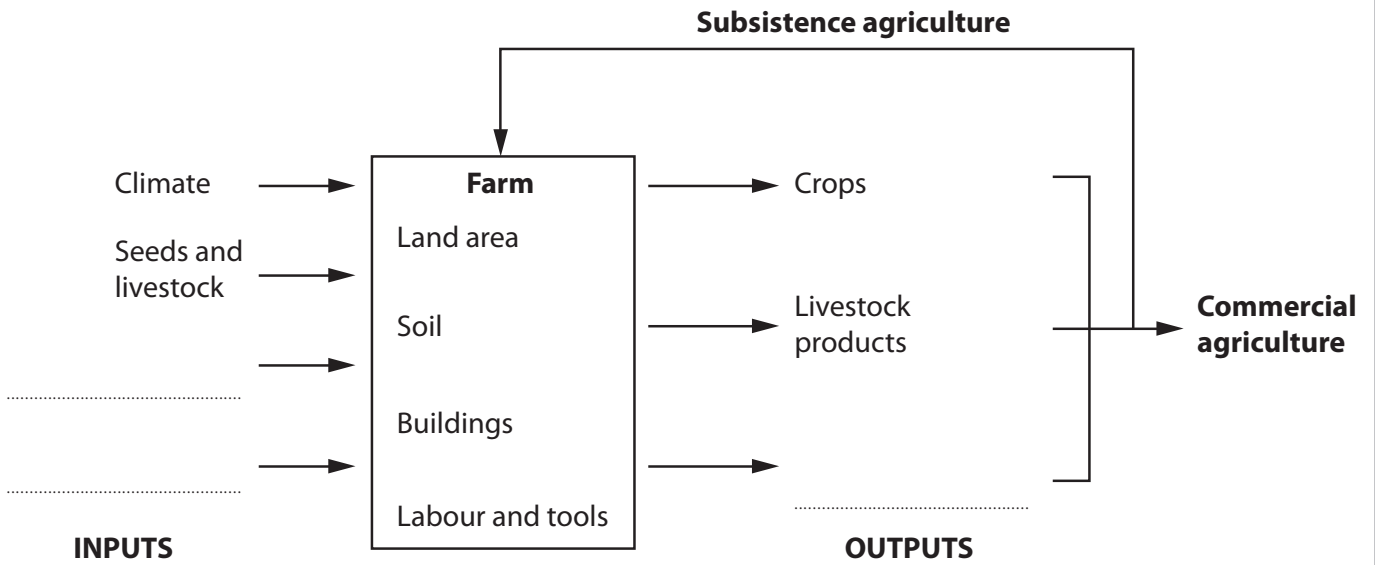 Subsistence agriculture
Climate
Farm
Crops
Land area
Seeds and
livestock
Soil
Livestock
products
Commercial
agriculture
Buildings
Labour and tools
INPUTS
OUTPUTS